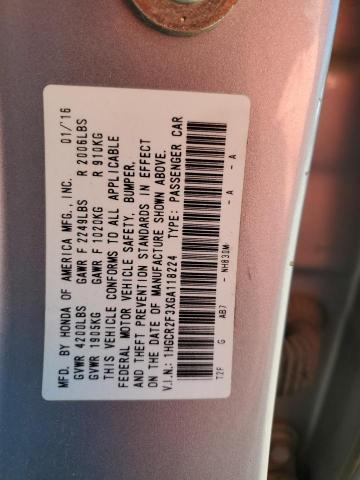 MFD. BY HONDA OF AMERICA MFG., INC. 01/'16
GVWR 4200LBS GAWR F 2249LBS R 2006LBS
GVWR 1905KG GAWR F 1020KG R 910KG
THIS VEHICLE CONFORMS TO ALL APPLICABLE
FEDERAL MOTOR VEHICLE SAFETY, BUMPER,
AND THEFT PREVENTION STANDARDS IN EFFECT
ON THE DATE OF MANUFACTURE SHOWN ABOVE.
V.I.N.: 1HGCR2F3XGA118224 TYPE: PASSENGER CAR
T2F G AB7 - NH830M - A - A